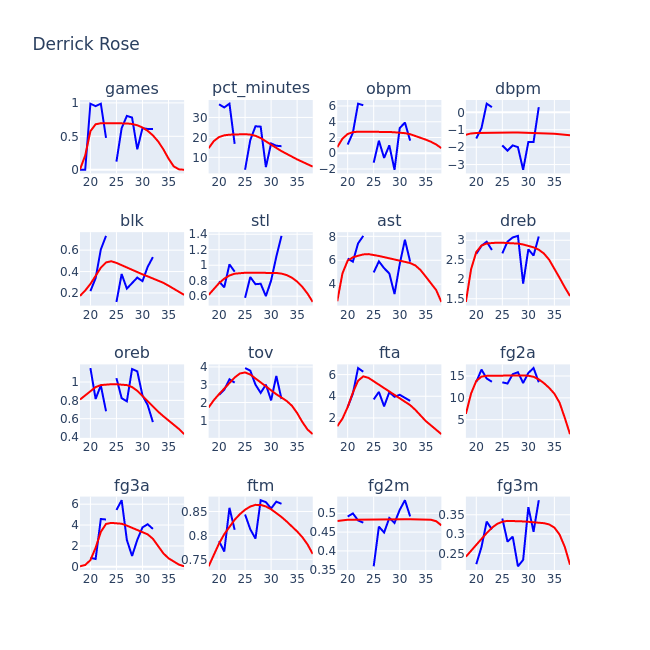 Derrick Rose
games pct_minutes obpm dbpm
1 0.5 0 20 25 30 35
30 20 10 20 25 30 35
6 4 2 0 −2 20 25 30 35
0 −1 −2 −3 20 25 30 35
blk stl ast dreb
0.6 0.4 0.2 20 25 30 35
1.4 1.2 1 0.8 0.6 20 25 30 35
8 6 4 20 25 30 35
3 2.5 2 1.5 20 25 30 35
oreb tov fta fg2a
1 0.8 0.6 0.4 20 25 30 35
4 3 2 1 20 25 30 35
6 4 2 20 25 30 35
15 10 5 20 25 30 35
fg3a ftm fg2m fg3m
6 4 2 0 20 25 30 35
0.85 0.8 0.75 20 25 30 35
0.5 0.45 0.4 0.35 20 25 30 35
0.35 0.3 0.25 20 25 30 35